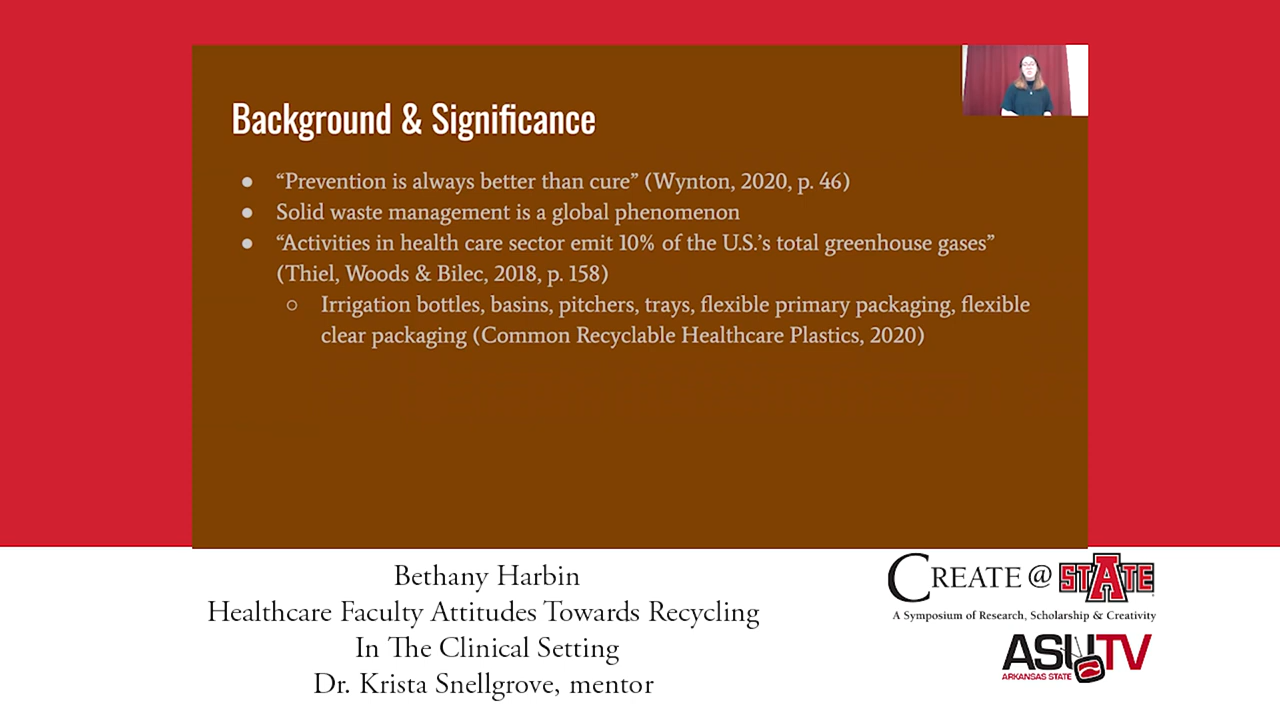 Background & Significance
● “Prevention is always better than cure” (Wynton, 2020, p. 46)
● Solid waste management is a global phenomenon
● “Activities in health care sector emit 10% of the U.S.’s total greenhouse gases”
(Thiel, Woods & Bilec, 2018, p. 158)
○ Irrigation bottles, basins, pitchers, trays, flexible primary packaging, flexible
clear packaging (Common Recyclable Healthcare Plastics, 2020)
Bethany Harbin
Healthcare Faculty Attitudes Towards Recycling
In The Clinical Setting
Dr. Krista Snellgrove, mentor
CREATE @ STATE
A Symposium of Research, Scholarship & Creativity
ASUTV
ARKANSAS STATE